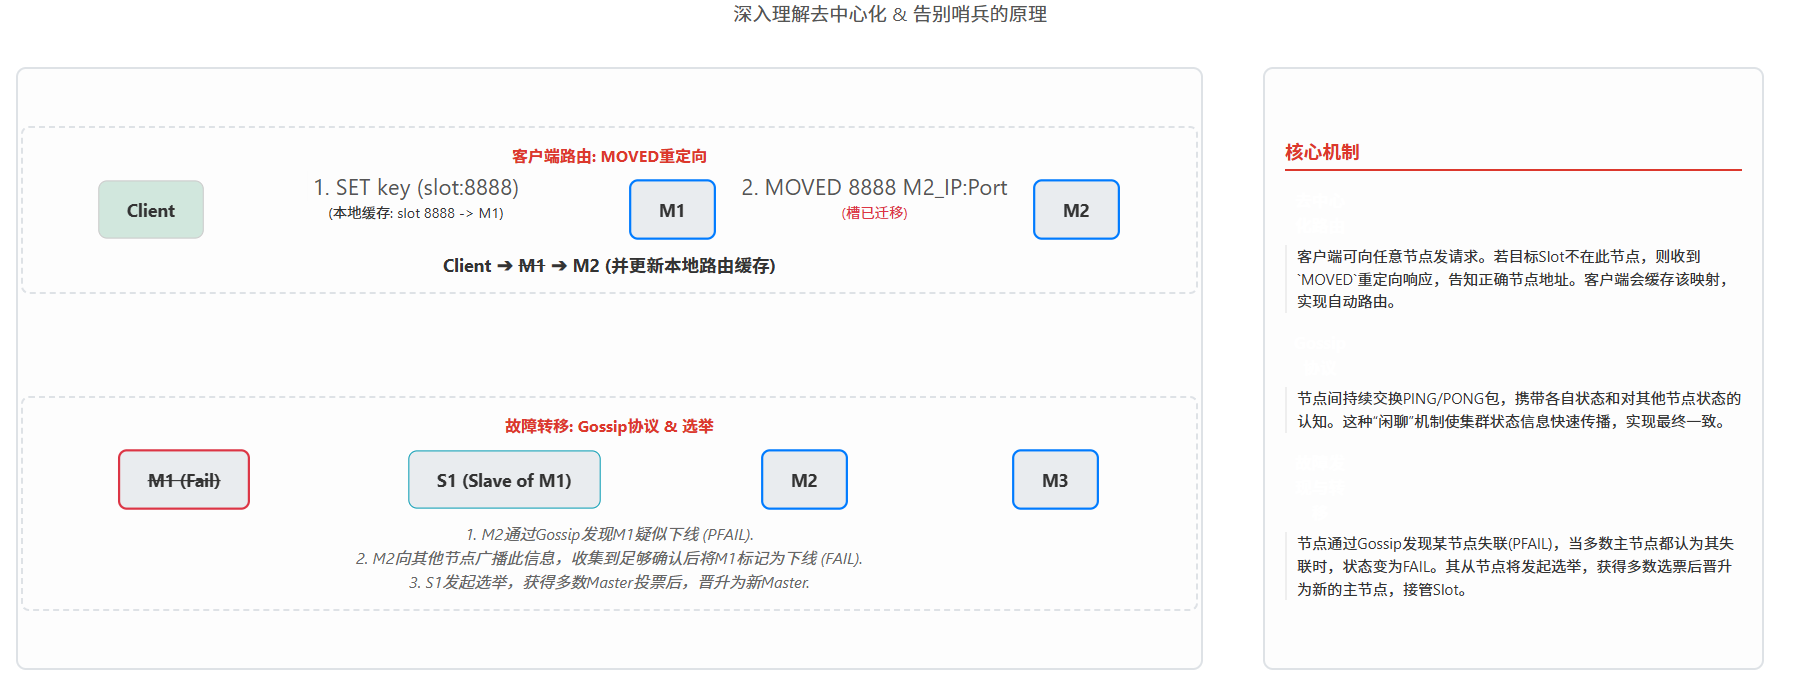 深入理解去中心化 & 告别哨兵的原理
客户端路由: MOVED重定向
Client
1. SET key (slot:8888)
(本地缓存: slot 8888 -> M1)
M1
2. MOVED 8888 M2_IP:Port
(槽已迁移)
M2
Client ➔ M1 ➔ M2 (并更新本地路由缓存)
故障转移: Gossip协议 & 选举
M1 (Fail)
S1 (Slave of M1)
M2
M3
1. M2通过Gossip发现M1疑似下线 (PFAIL).
2. M2向其他节点广播此信息，收集到足够确认后将M1标记为下线 (FAIL).
3. S1发起选举，获得多数Master投票后，晋升为新Master.
核心机制
客户端可向任意节点发请求。若目标Slot不在此节点，则收到
`MOVED`重定向响应，告知正确节点地址。客户端会缓存该映射，
实现自动路由。
节点间持续交换PING/PONG包，携带各自状态和对其他节点状态的
认知。这种“闲聊”机制使集群状态信息快速传播，实现最终一致。
节点通过Gossip发现某节点失联(PFAIL)，当多数主节点都认为其失
联时，状态变为FAIL。其从节点将发起选举，获得多数选票后晋升
为新的主节点，接管Slot。